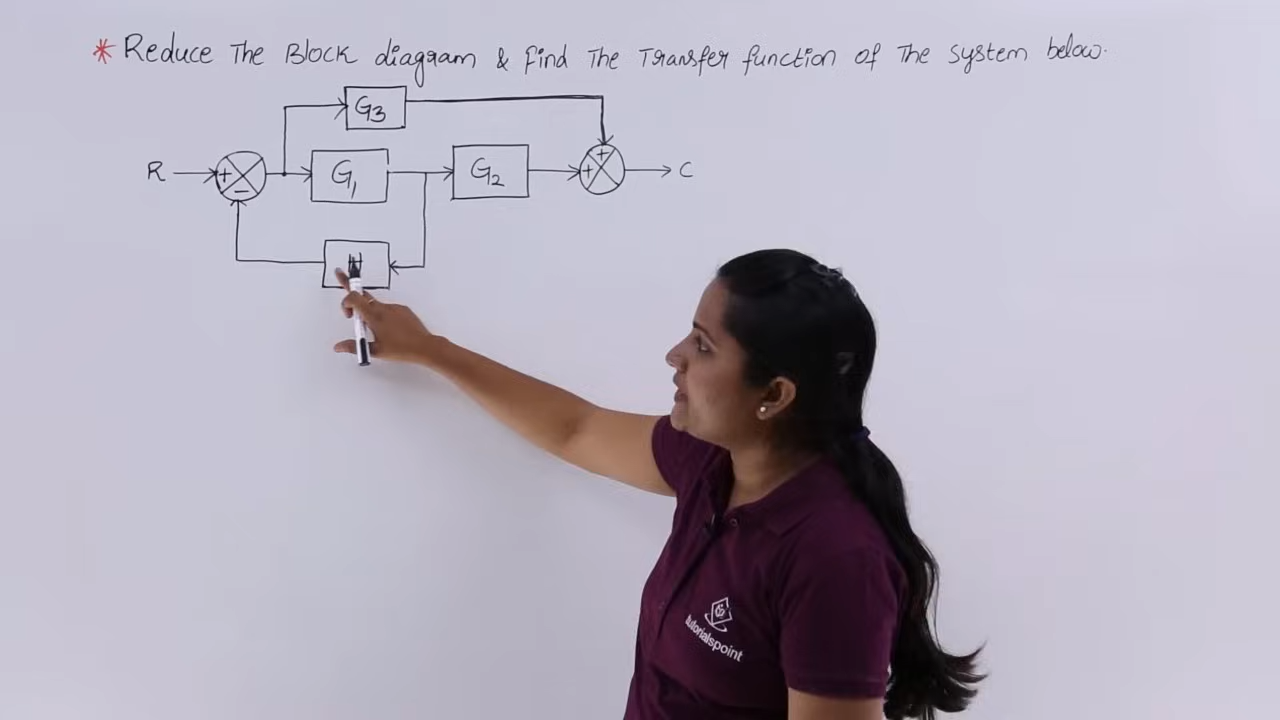 * Reduce The Block diagram & find The Transfer function of The system below.
G3
+
R + G1 G2 + C
−
H
tutorialspoint